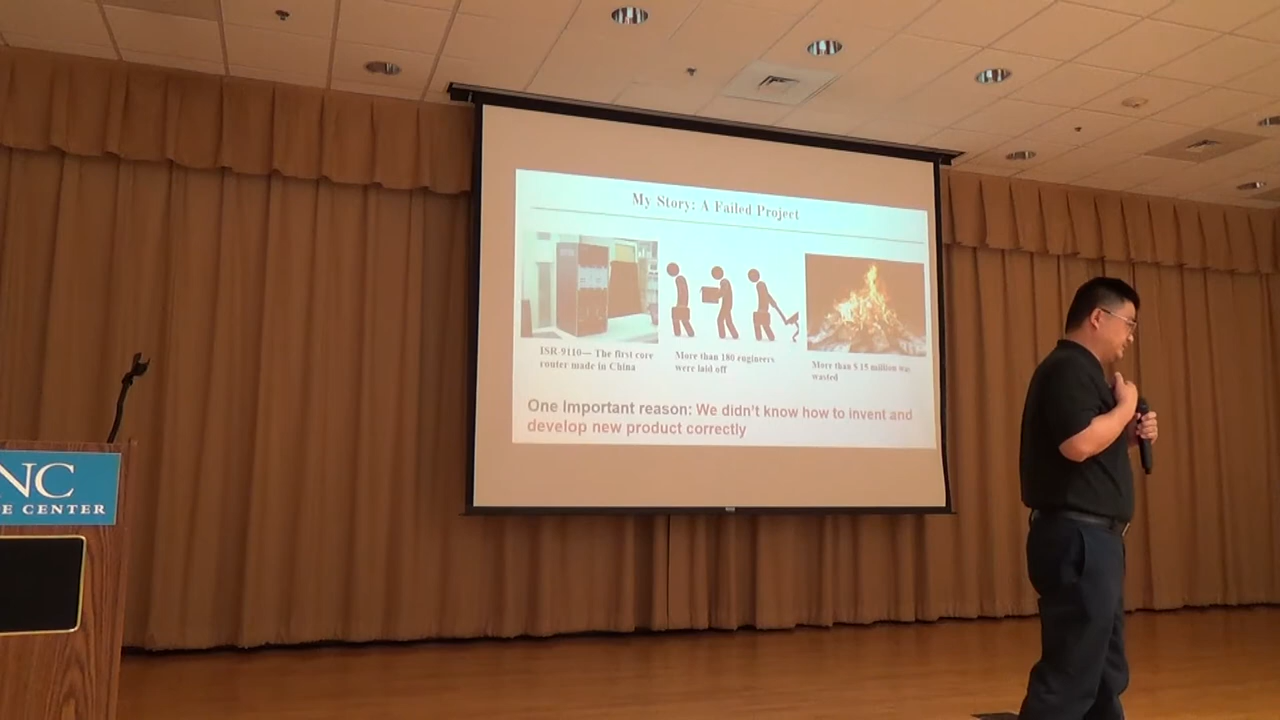 My Story: A Failed Project
ISR-9110— The first core
router made in China
More than 180 engineers
were laid off
More than $ 15 million was
wasted
One Important reason: We didn't know how to invent and
develop new product correctly
NC
E CENTER